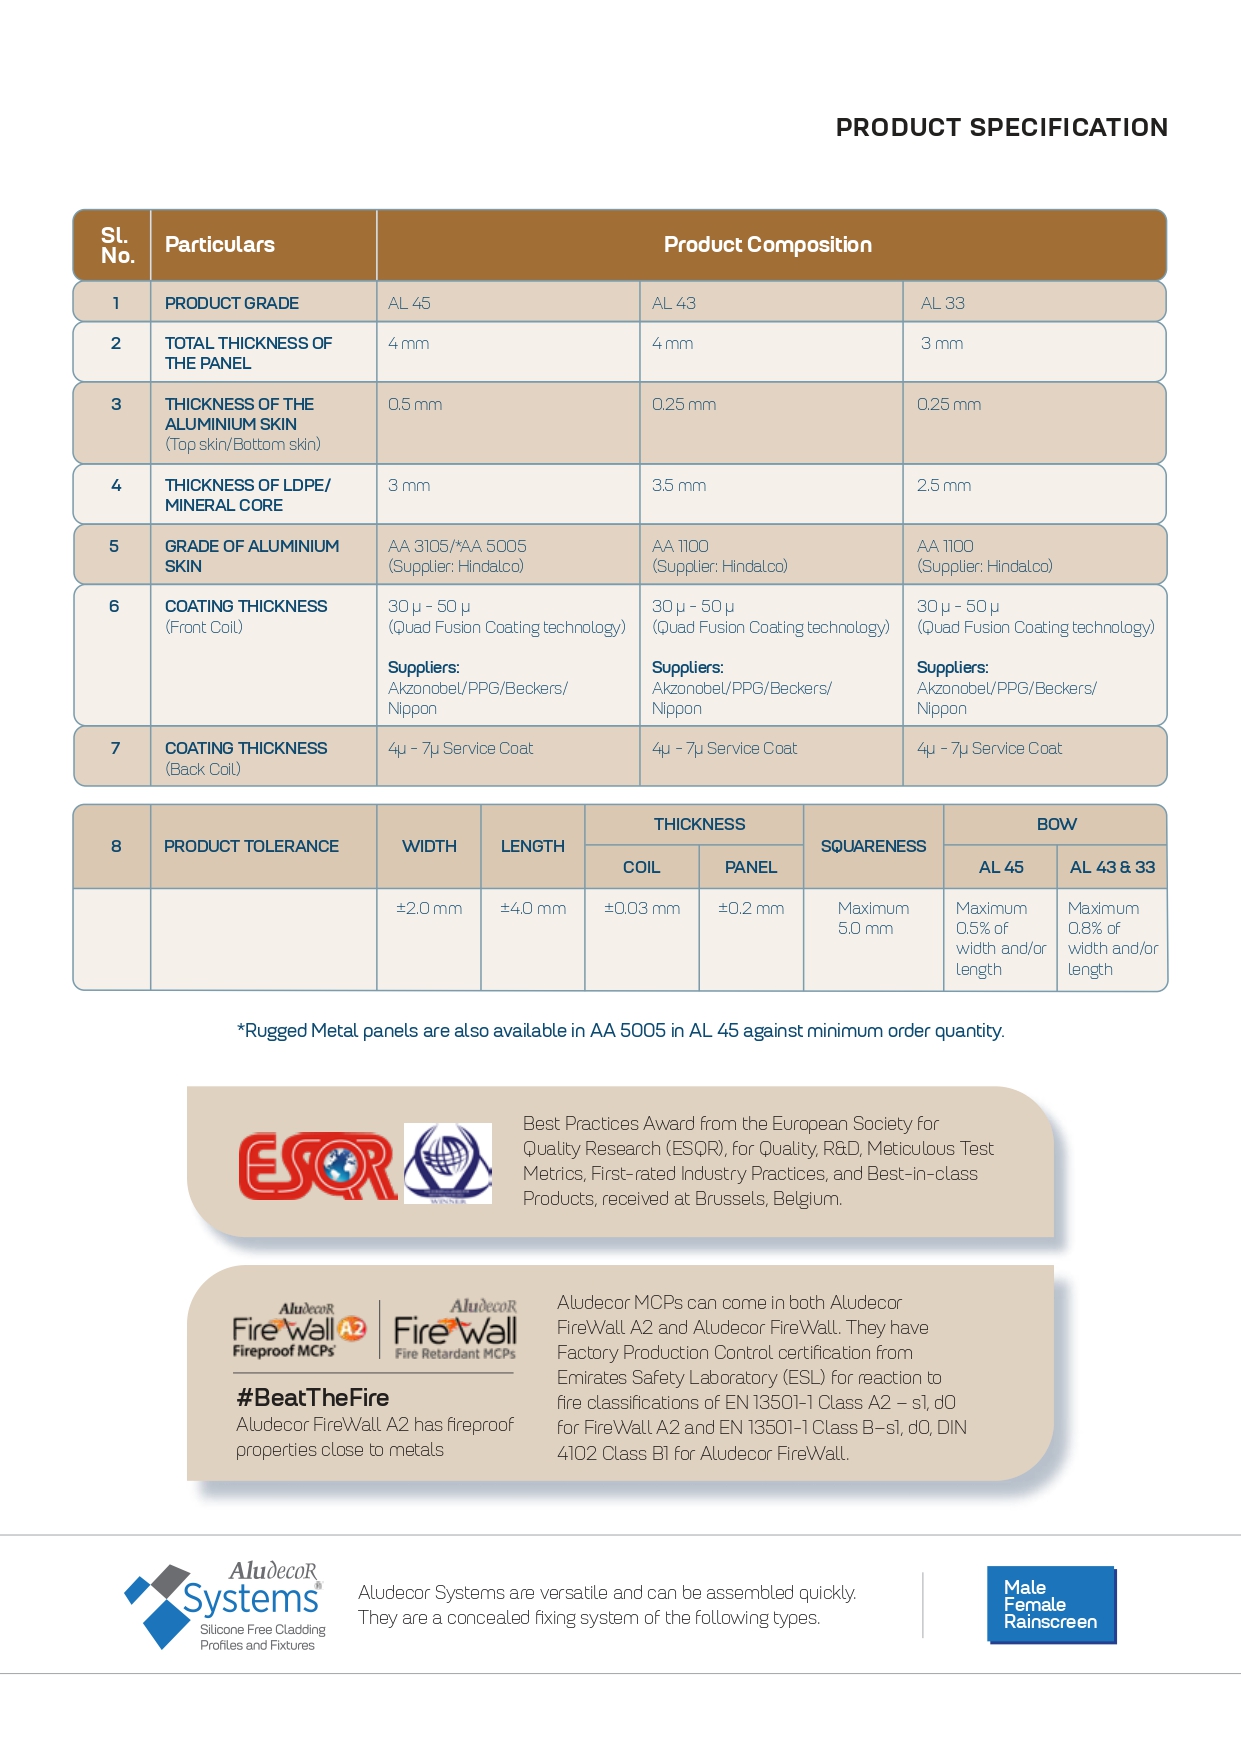 PRODUCT SPECIFICATION
Sl.
No.
Particulars
Product Composition
1
PRODUCT GRADE
AL 45
AL 43
AL 33
2
TOTAL THICKNESS OF
THE PANEL
4 mm
4 mm
3 mm
3
THICKNESS OF THE
ALUMINIUM SKIN
(Top skin/Bottom skin)
0.5 mm
0.25 mm
0.25 mm
4
THICKNESS OF LDPE/
MINERAL CORE
3 mm
3.5 mm
2.5 mm
5
GRADE OF ALUMINIUM
SKIN
AA 3105/*AA 5005
(Supplier: Hindalco)
AA 1100
(Supplier: Hindalco)
AA 1100
(Supplier: Hindalco)
6
COATING THICKNESS
(Front Coil)
30 µ - 50 µ
(Quad Fusion Coating technology)
Suppliers:
Akzonobel/PPG/Beckers/
Nippon
30 µ - 50 µ
(Quad Fusion Coating technology)
Suppliers:
Akzonobel/PPG/Beckers/
Nippon
30 µ - 50 µ
(Quad Fusion Coating technology)
Suppliers:
Akzonobel/PPG/Beckers/
Nippon
7
COATING THICKNESS
(Back Coil)
4µ - 7µ Service Coat
4µ - 7µ Service Coat
4µ - 7µ Service Coat
8
PRODUCT TOLERANCE
WIDTH
LENGTH
THICKNESS
COIL
PANEL
SQUARENESS
BOW
AL 45
AL 43 & 33
±2.0 mm
±4.0 mm
±0.03 mm
±0.2 mm
Maximum
5.0 mm
Maximum
0.5% of
width and/or
length
Maximum
0.8% of
width and/or
length
*Rugged Metal panels are also available in AA 5005 in AL 45 against minimum order quantity.
ESQR
WINNER
Best Practices Award from the European Society for
Quality Research (ESQR), for Quality, R&D, Meticulous Test
Metrics, First-rated Industry Practices, and Best-in-class
Products, received at Brussels, Belgium.
AludecoR
FireWall A2
Fireproof MCPs
AludecoR
FireWall
Fire Retardant MCPs
#BeatTheFire
Aludecor FireWall A2 has fireproof
properties close to metals
Aludecor MCPs can come in both Aludecor
FireWall A2 and Aludecor FireWall. They have
Factory Production Control certification from
Emirates Safety Laboratory (ESL) for reaction to
fire classifications of EN 13501-1 Class A2 – s1, d0
for FireWall A2 and EN 13501-1 Class B–s1, d0, DIN
4102 Class B1 for Aludecor FireWall.
AludecoR
Systems®
Silicone Free Cladding
Profiles and Fixtures
Aludecor Systems are versatile and can be assembled quickly.
They are a concealed fixing system of the following types.
Male
Female
Rainscreen